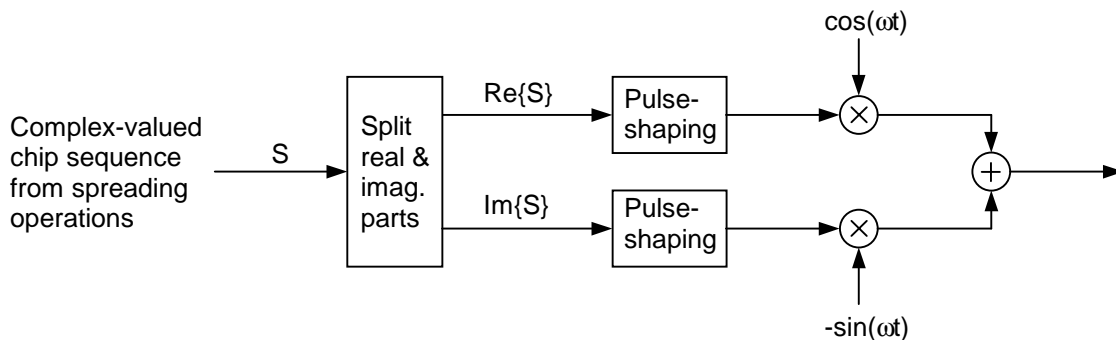 cos(ωt)
Complex-valued
chip sequence
from spreading
operations
S
Split
real &
imag.
parts
Re{S}
Im{S}
Pulse-
shaping
Pulse-
shaping
-sin(ωt)